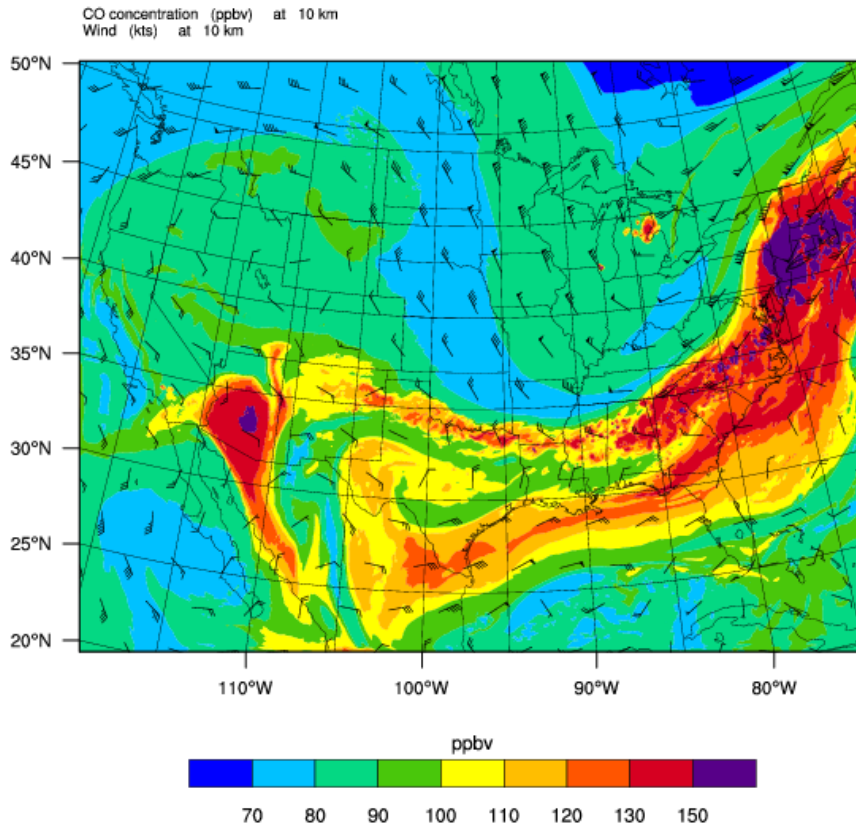 CO concentration (ppbv) at 10 km
Wind (kts) at 10 km
50°N
45°N
40°N
35°N
30°N
25°N
20°N
110°W 100°W 90°W 80°W
ppbv
70 80 90 100 110 120 130 150